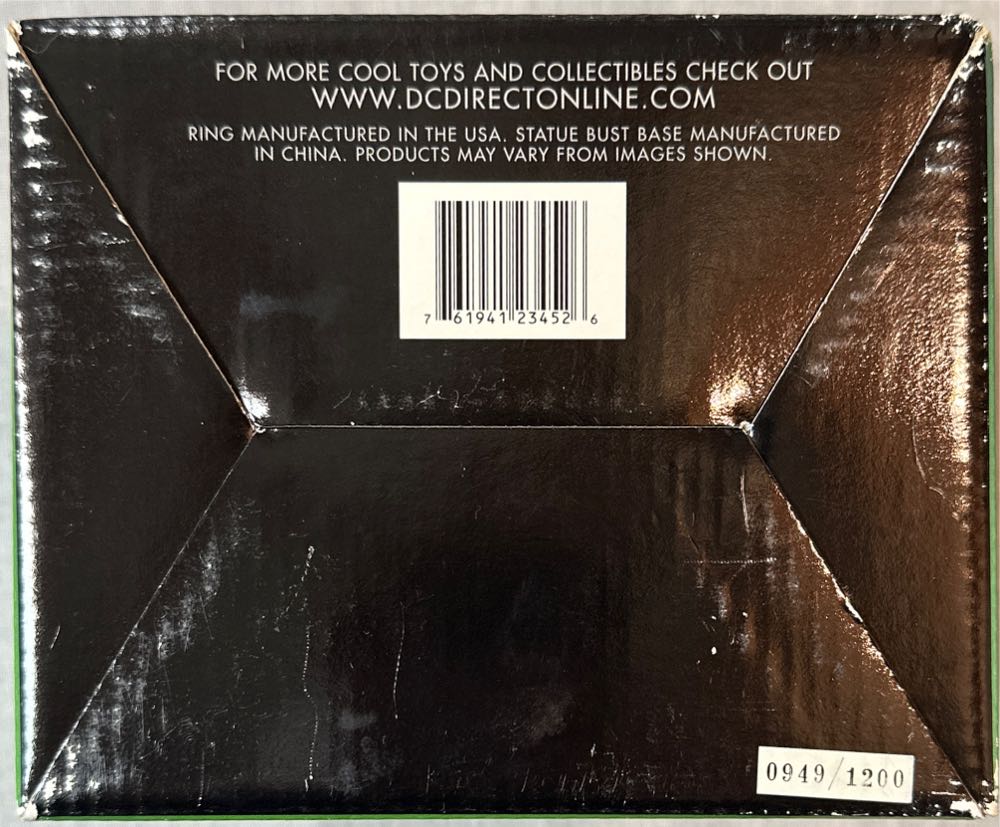 FOR MORE COOL TOYS AND COLLECTIBLES CHECK OUT
WWW.DCDIRECTONLINE.COM
RING MANUFACTURED IN THE USA. STATUE BUST BASE MANUFACTURED
IN CHINA. PRODUCTS MAY VARY FROM IMAGES SHOWN.
7 61941 23452 6
0949/1200